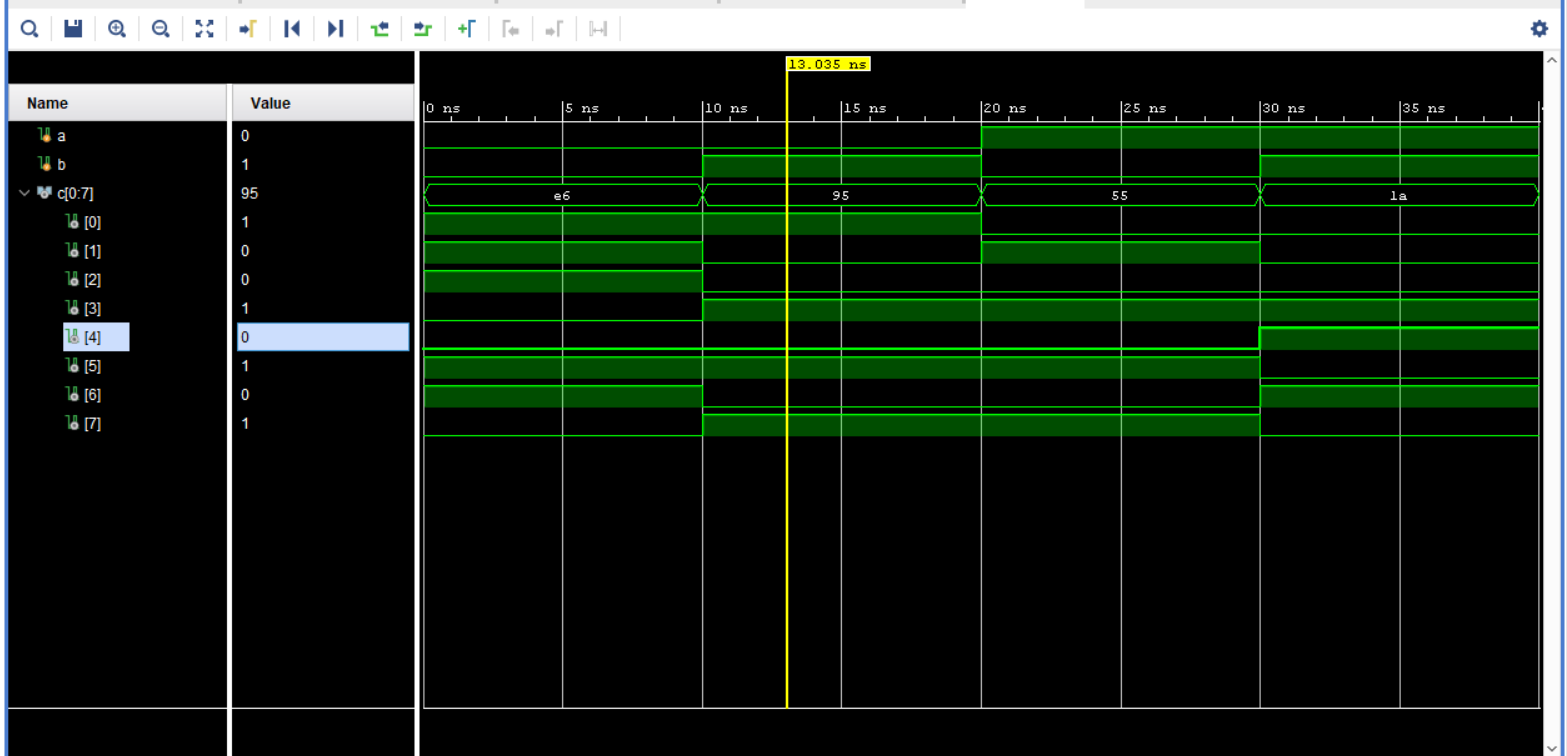 13.035 ns
Name Value 0 ns 5 ns 10 ns 15 ns 20 ns 25 ns 30 ns 35 ns
a 0
b 1
c[0:7] 95 e6 95 55 1a
[0] 1
[1] 0
[2] 0
[3] 1
[4] 0
[5] 1
[6] 0
[7] 1